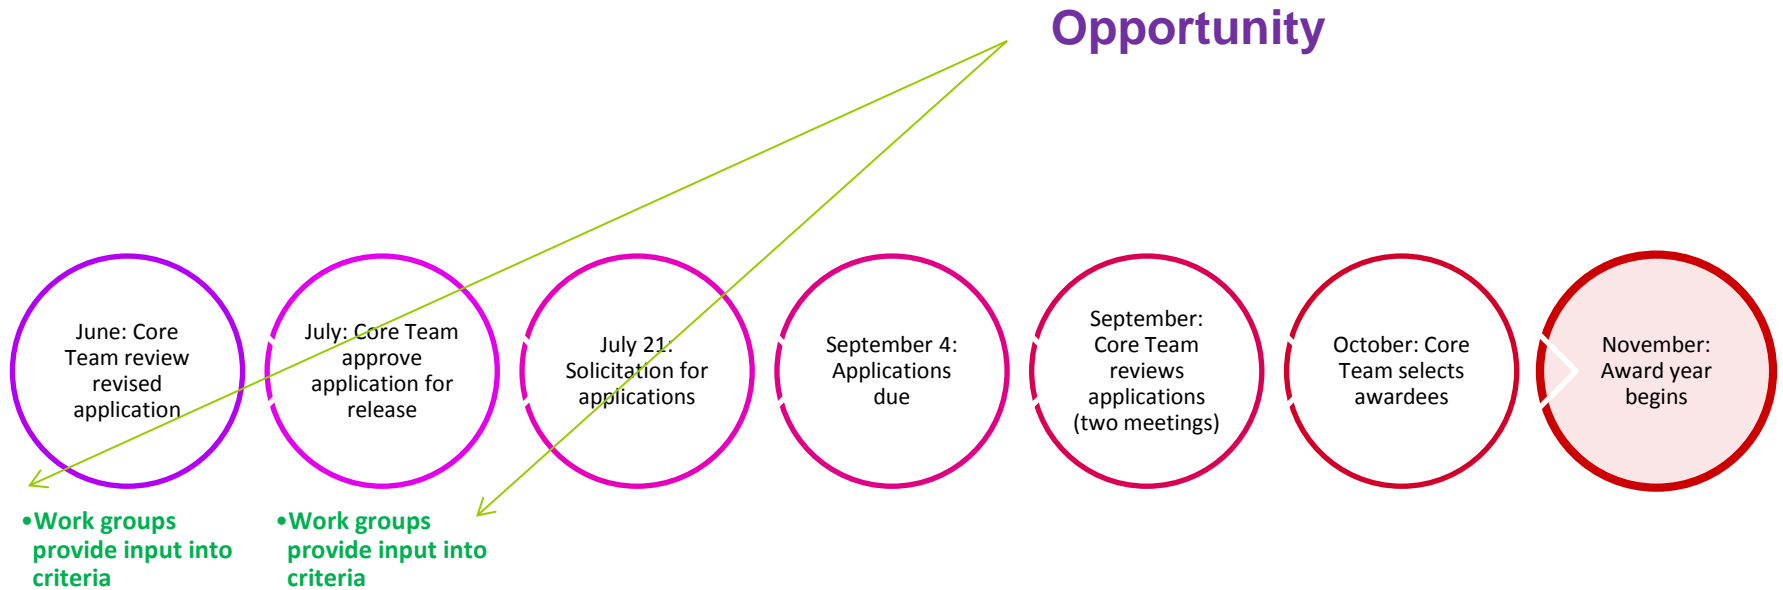 Opportunity
June: Core
Team review
revised
application
July: Core Team
approve
application for
release
July 21:
Solicitation for
applications
September 4:
Applications
due
September:
Core Team
reviews
applications
(two meetings)
October: Core
Team selects
awardees
November:
Award year
begins
•Work groups
provide input into
criteria
•Work groups
provide input into
criteria